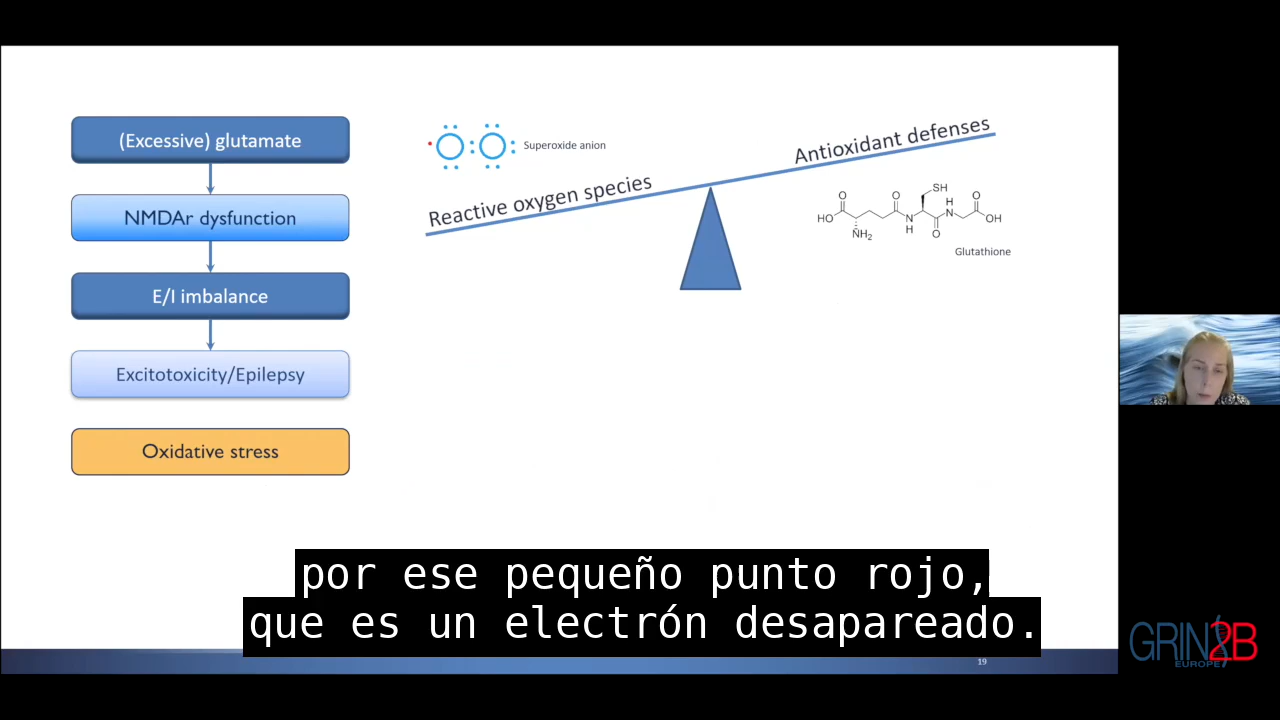 (Excessive) glutamate
NMDAr dysfunction
E/I imbalance
Excitotoxicity/Epilepsy
Oxidative stress
Superoxide anion
Reactive oxygen species
Antioxidant defenses
O
HO
NH2
O
N
H
SH
O
H
N
O
OH
Glutathione
por ese pequeño punto rojo,
que es un electrón desapareado.
19
GRIN2B
EUROPE